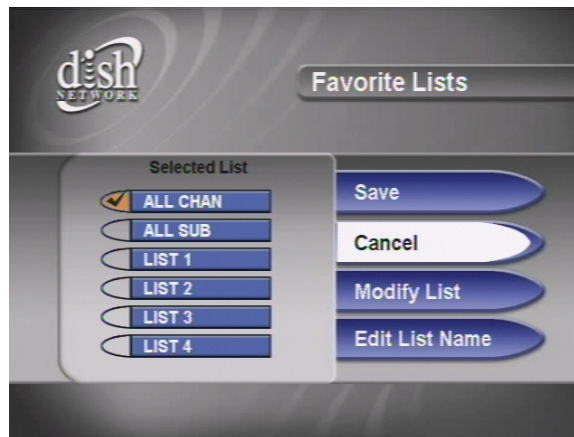 dish
NETWORK
Favorite Lists
Selected List
ALL CHAN
ALL SUB
LIST 1
LIST 2
LIST 3
LIST 4
Save
Cancel
Modify List
Edit List Name